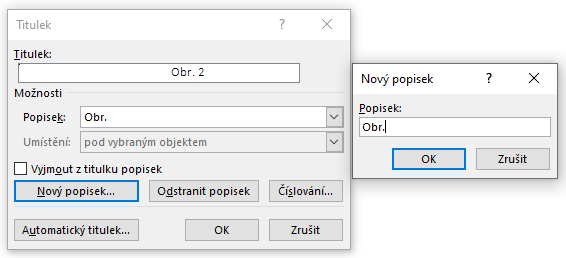 Titulek
Titulek:
Obr. 2
Možnosti
Popisek: Obr.
Umístění: pod vybraným objektem
Vyjmout z titulku popisek
Nový popisek... Odstranit popisek Číslování...
Automatický titulek... OK Zrušit
Nový popisek
Popisek:
Obr.
OK Zrušit